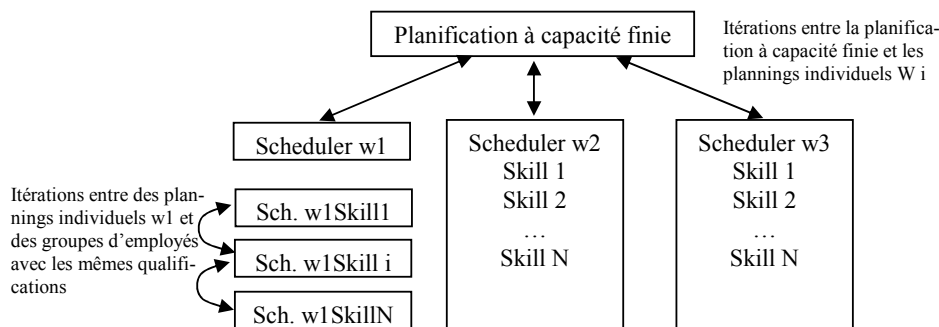 Planification à capacité finie
Itérations entre la planifica-
tion à capacité finie et les
plannings individuels W i
Scheduler w1
Scheduler w2
Skill 1
Skill 2
…
Skill N
Scheduler w3
Skill 1
Skill 2
…
Skill N
Itérations entre des plan-
nings individuels w1 et
des groupes d’employés
avec les mêmes qualifi-
cations
Sch. w1Skill1
Sch. w1Skill i
Sch. w1SkillN